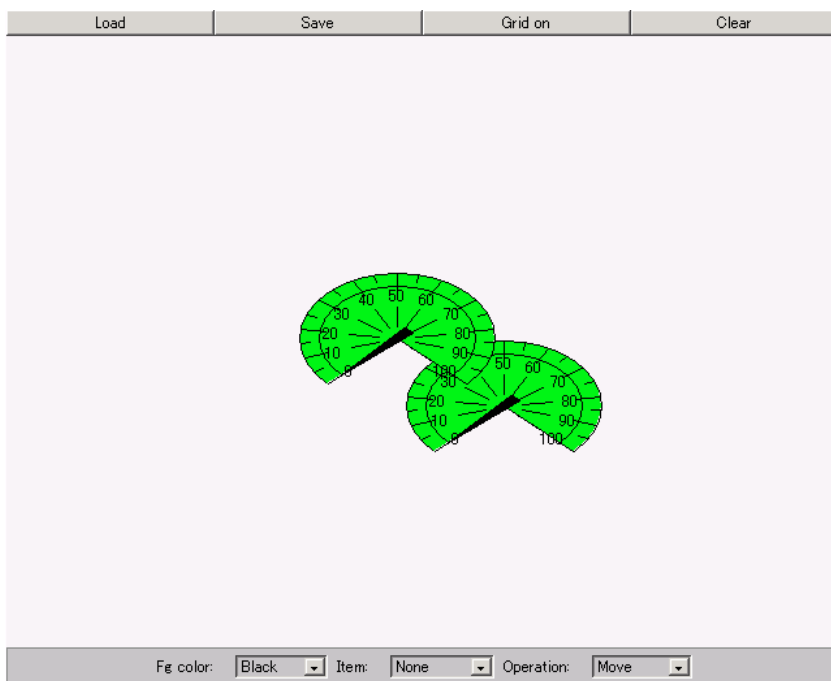 Load Save Grid on Clear
0 10 20 30 40 50 60 70 80 90 100
0 10 20 30 50 60 70 80 90 100
Fg color: Black Item: None Operation: Move